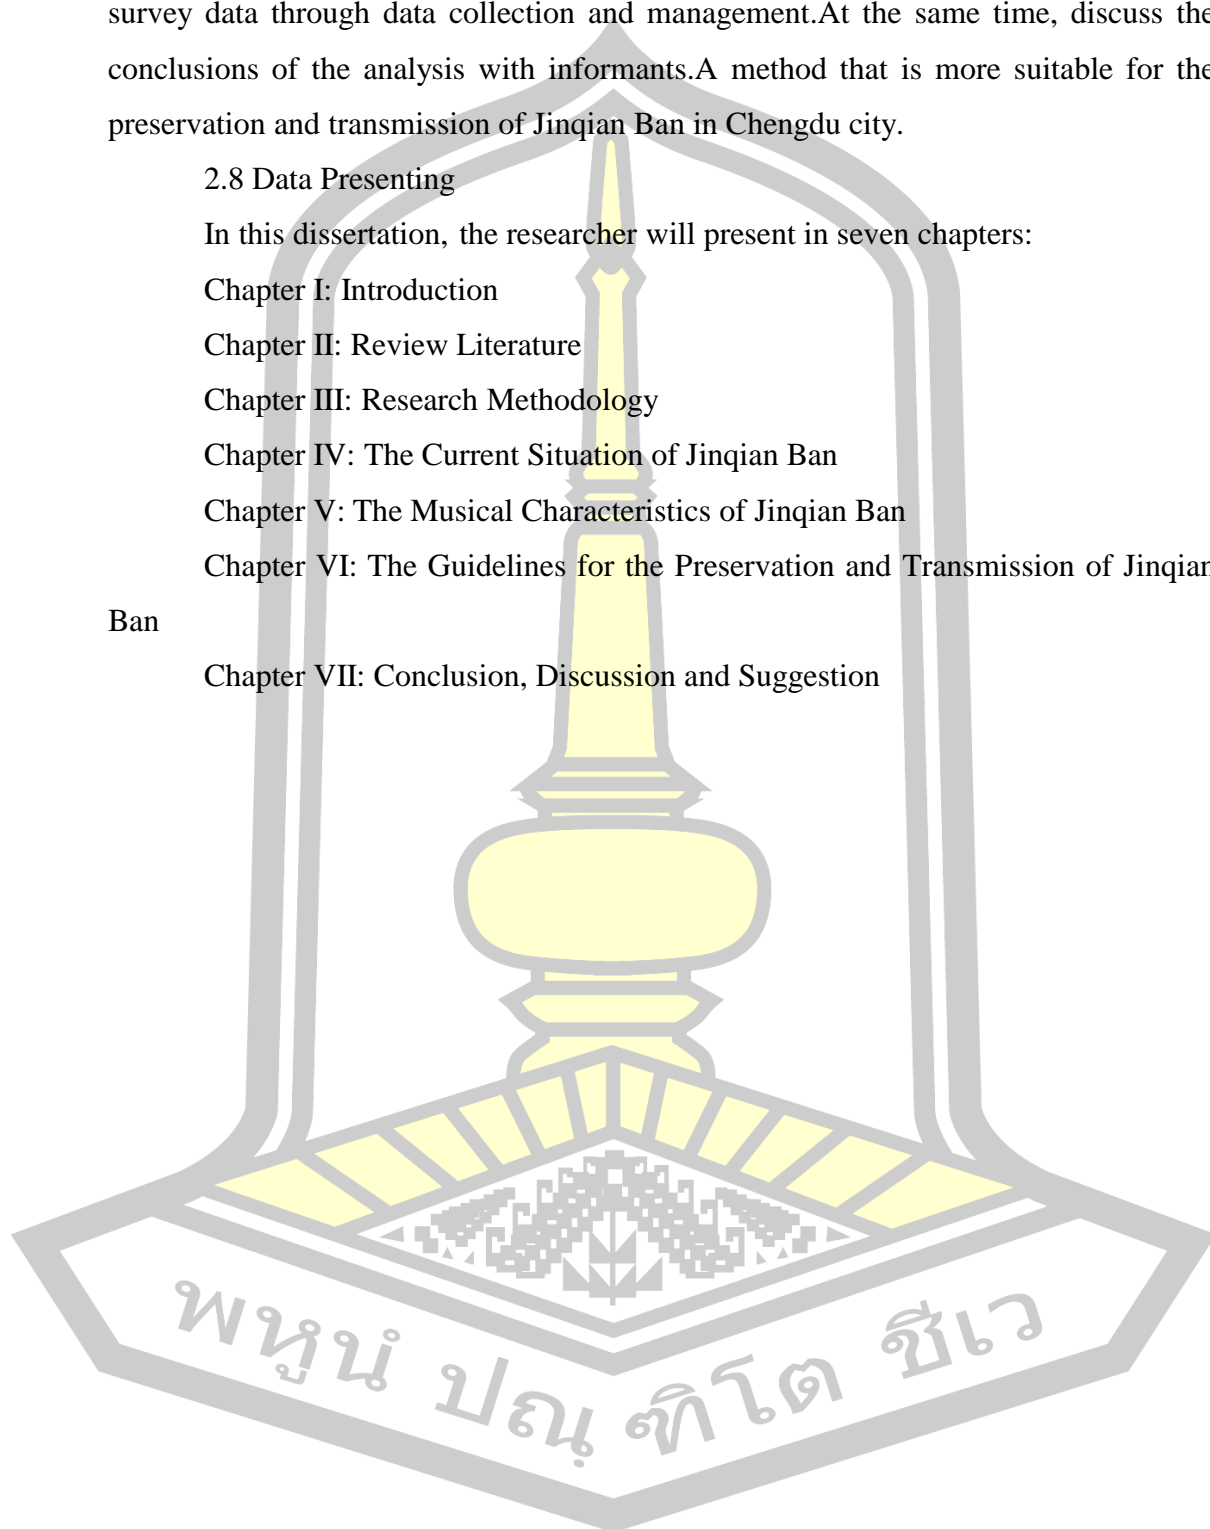 survey data through data collection and management.At the same time, discuss the
conclusions of the analysis with informants.A method that is more suitable for the
preservation and transmission of Jinqian Ban in Chengdu city.
2.8 Data Presenting
In this dissertation, the researcher will present in seven chapters:
Chapter I: Introduction
Chapter II: Review Literature
Chapter III: Research Methodology
Chapter IV: The Current Situation of Jinqian Ban
Chapter V: The Musical Characteristics of Jinqian Ban
Chapter VI: The Guidelines for the Preservation and Transmission of Jinqian
Ban
Chapter VII: Conclusion, Discussion and Suggestion
พหูนํ ปณฺฑิโต ชีเว